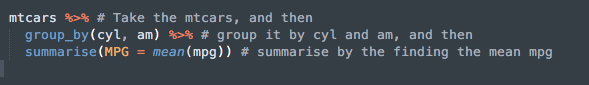 mtcars %>% # Take the mtcars, and then
  group_by(cyl, am) %>% # group it by cyl and am, and then
  summarise(MPG = mean(mpg)) # summarise by the finding the mean mpg